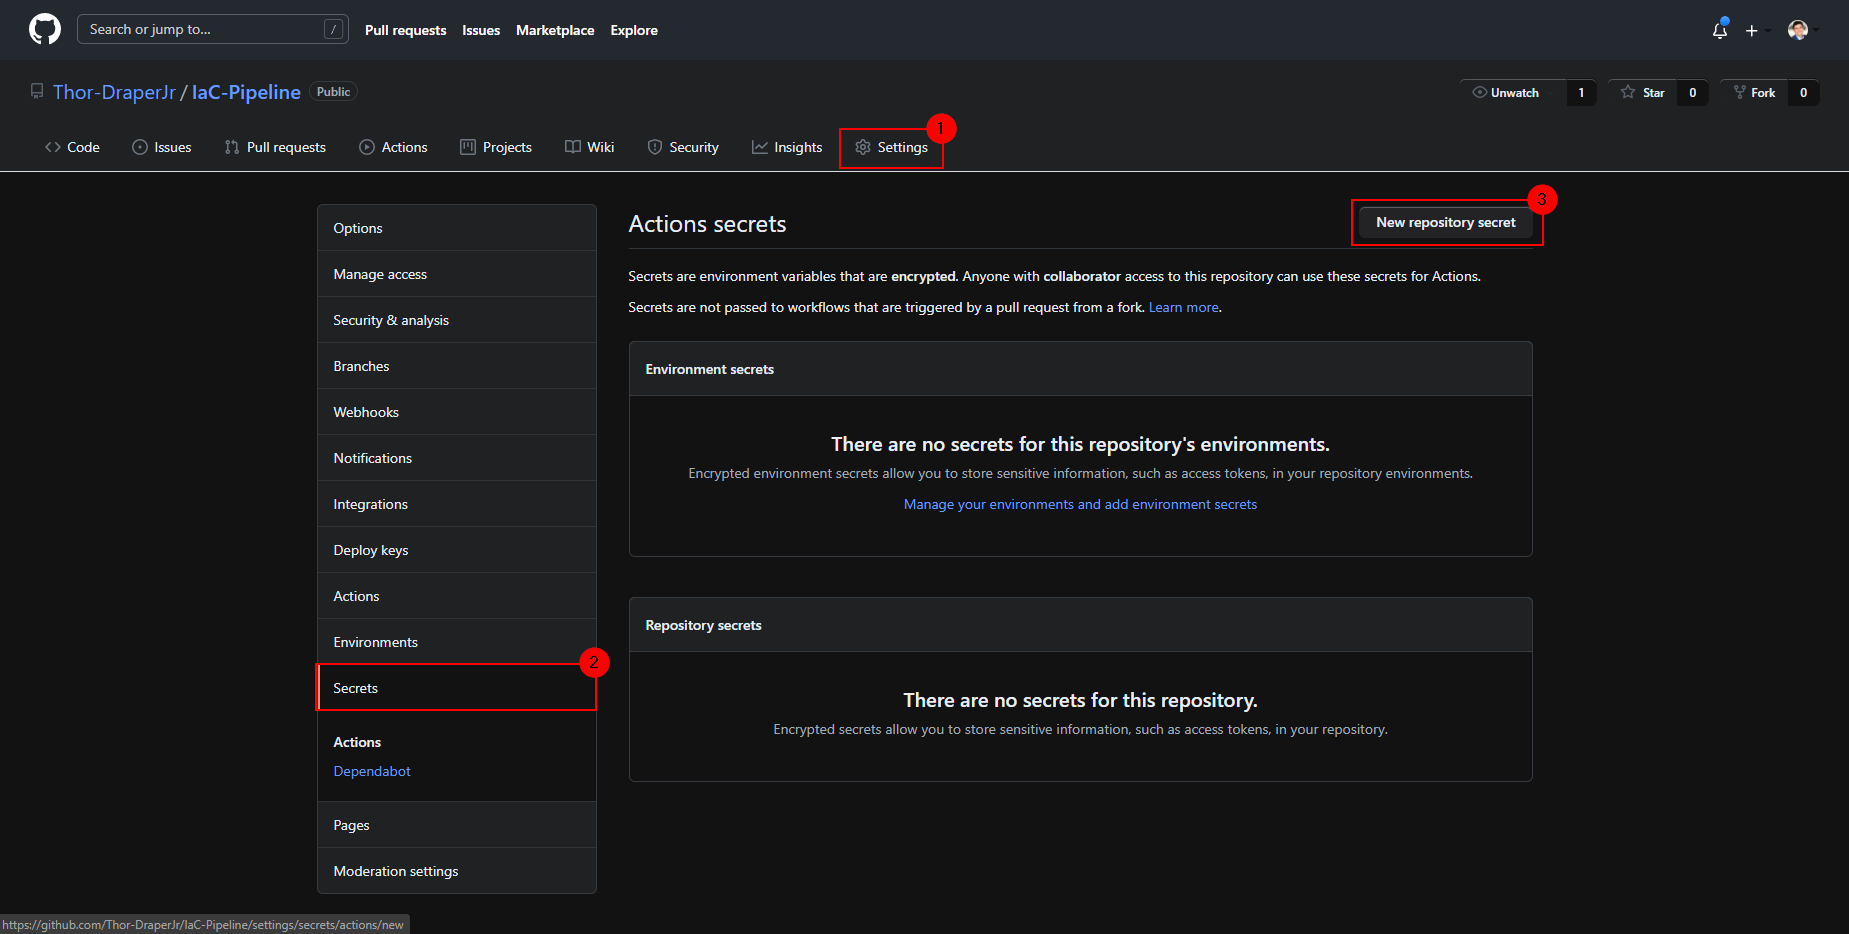 Search or jump to... /
Pull requests Issues Marketplace Explore
Thor-DraperJr / IaC-Pipeline Public
Unwatch 1 Star 0 Fork 0
Code Issues Pull requests Actions Projects Wiki Security Insights Settings 1
Options
Manage access
Security & analysis
Branches
Webhooks
Notifications
Integrations
Deploy keys
Actions
Environments
Secrets 2
Actions
Dependabot
Pages
Moderation settings
Actions secrets
New repository secret 3
Secrets are environment variables that are encrypted. Anyone with collaborator access to this repository can use these secrets for Actions.
Secrets are not passed to workflows that are triggered by a pull request from a fork. Learn more.
Environment secrets
There are no secrets for this repository's environments.
Encrypted environment secrets allow you to store sensitive information, such as access tokens, in your repository environments.
Manage your environments and add environment secrets
Repository secrets
There are no secrets for this repository.
Encrypted secrets allow you to store sensitive information, such as access tokens, in your repository.
https://github.com/Thor-DraperJr/IaC-Pipeline/settings/secrets/actions/new